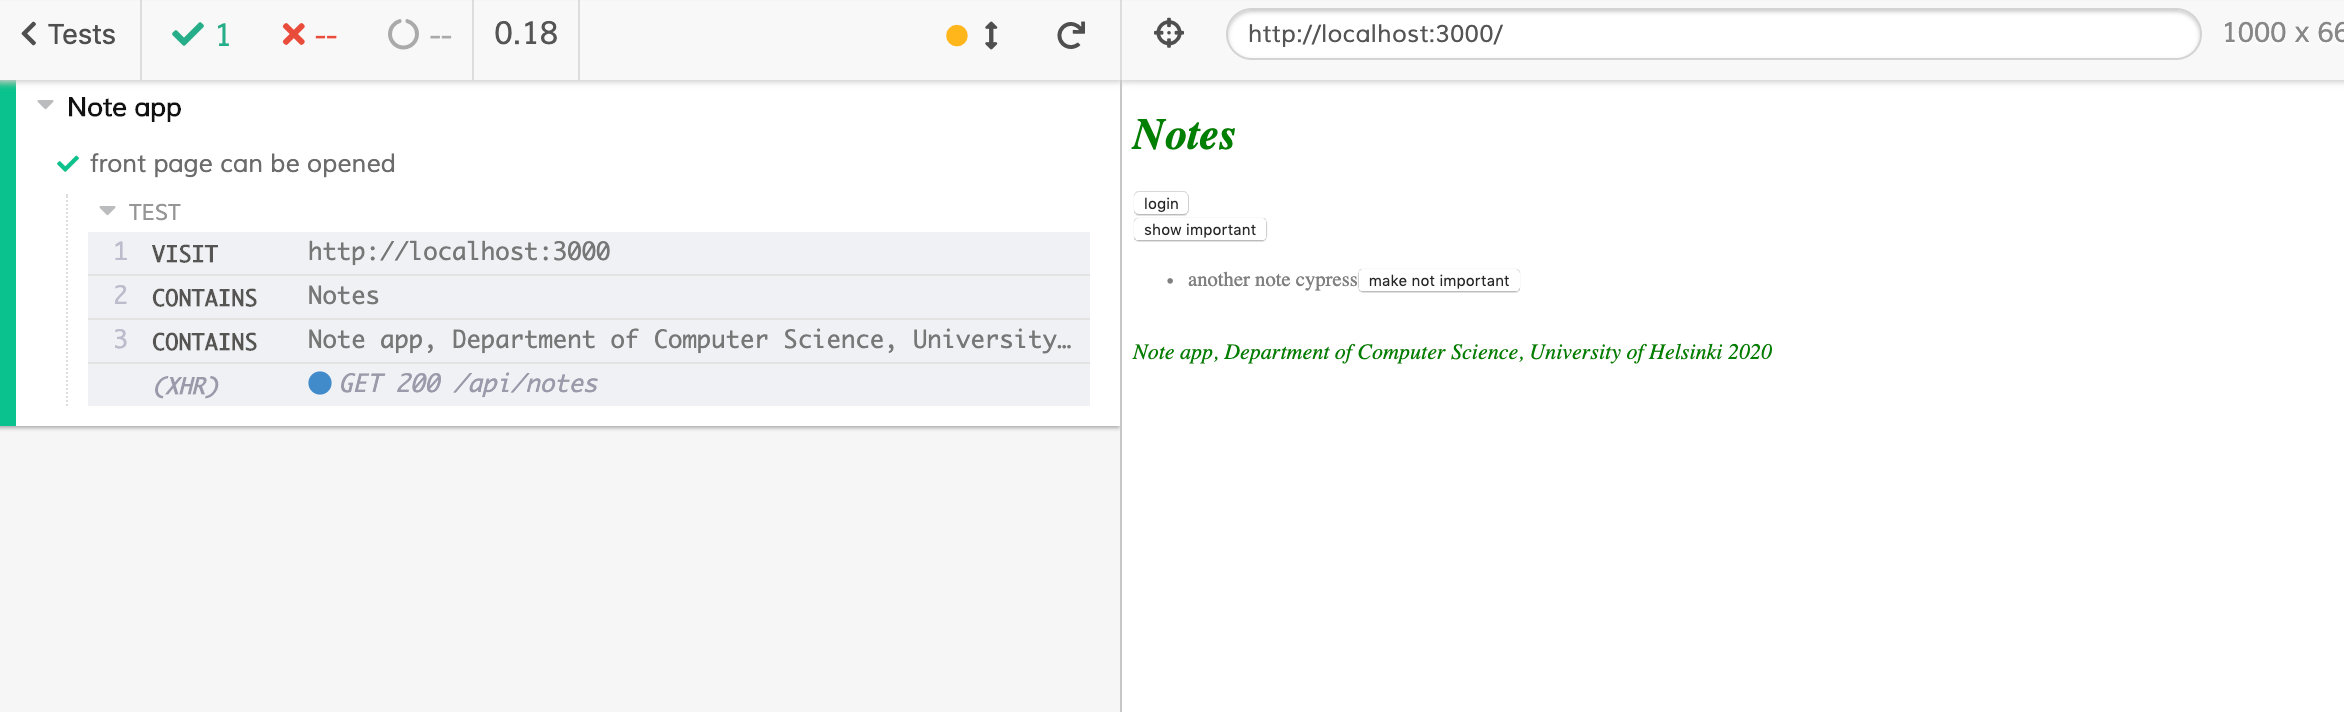 Tests 1 -- -- 0.18
http://localhost:3000/ 1000 x 66
Note app
front page can be opened
TEST
1 VISIT http://localhost:3000
2 CONTAINS Notes
3 CONTAINS Note app, Department of Computer Science, University…
(XHR) GET 200 /api/notes
Notes
login
show important
• another note cypress make not important
Note app, Department of Computer Science, University of Helsinki 2020